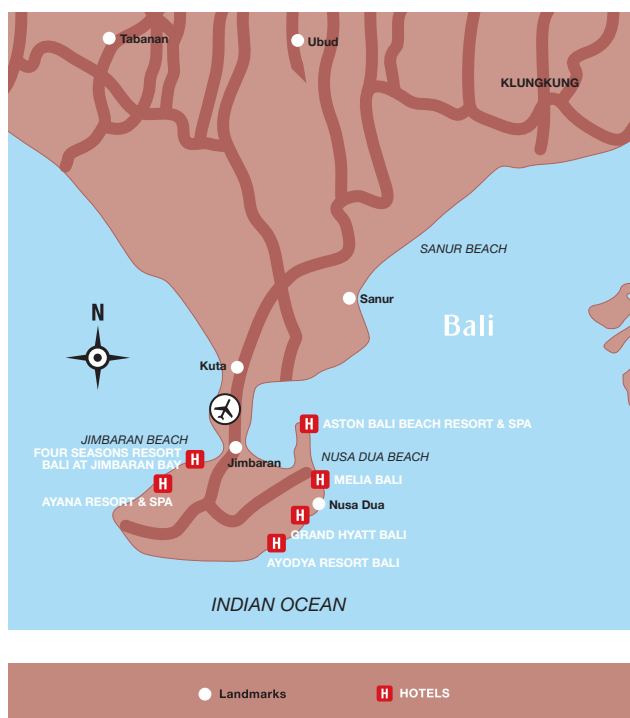 Tabanan
Ubud
KLUNGKUNG
SANUR BEACH
Sanur
Bali
N
Kuta
H ASTON BALI BEACH RESORT & SPA
JIMBARAN BEACH
FOUR SEASONS RESORT
BALI AT JIMBARAN BAY
H
Jimbaran
NUSA DUA BEACH
H MELIA BALI
H
AYANA RESORT & SPA
Nusa Dua
H
GRAND HYATT BALI
H
AYODYA RESORT BALI
INDIAN OCEAN
Landmarks
H HOTELS